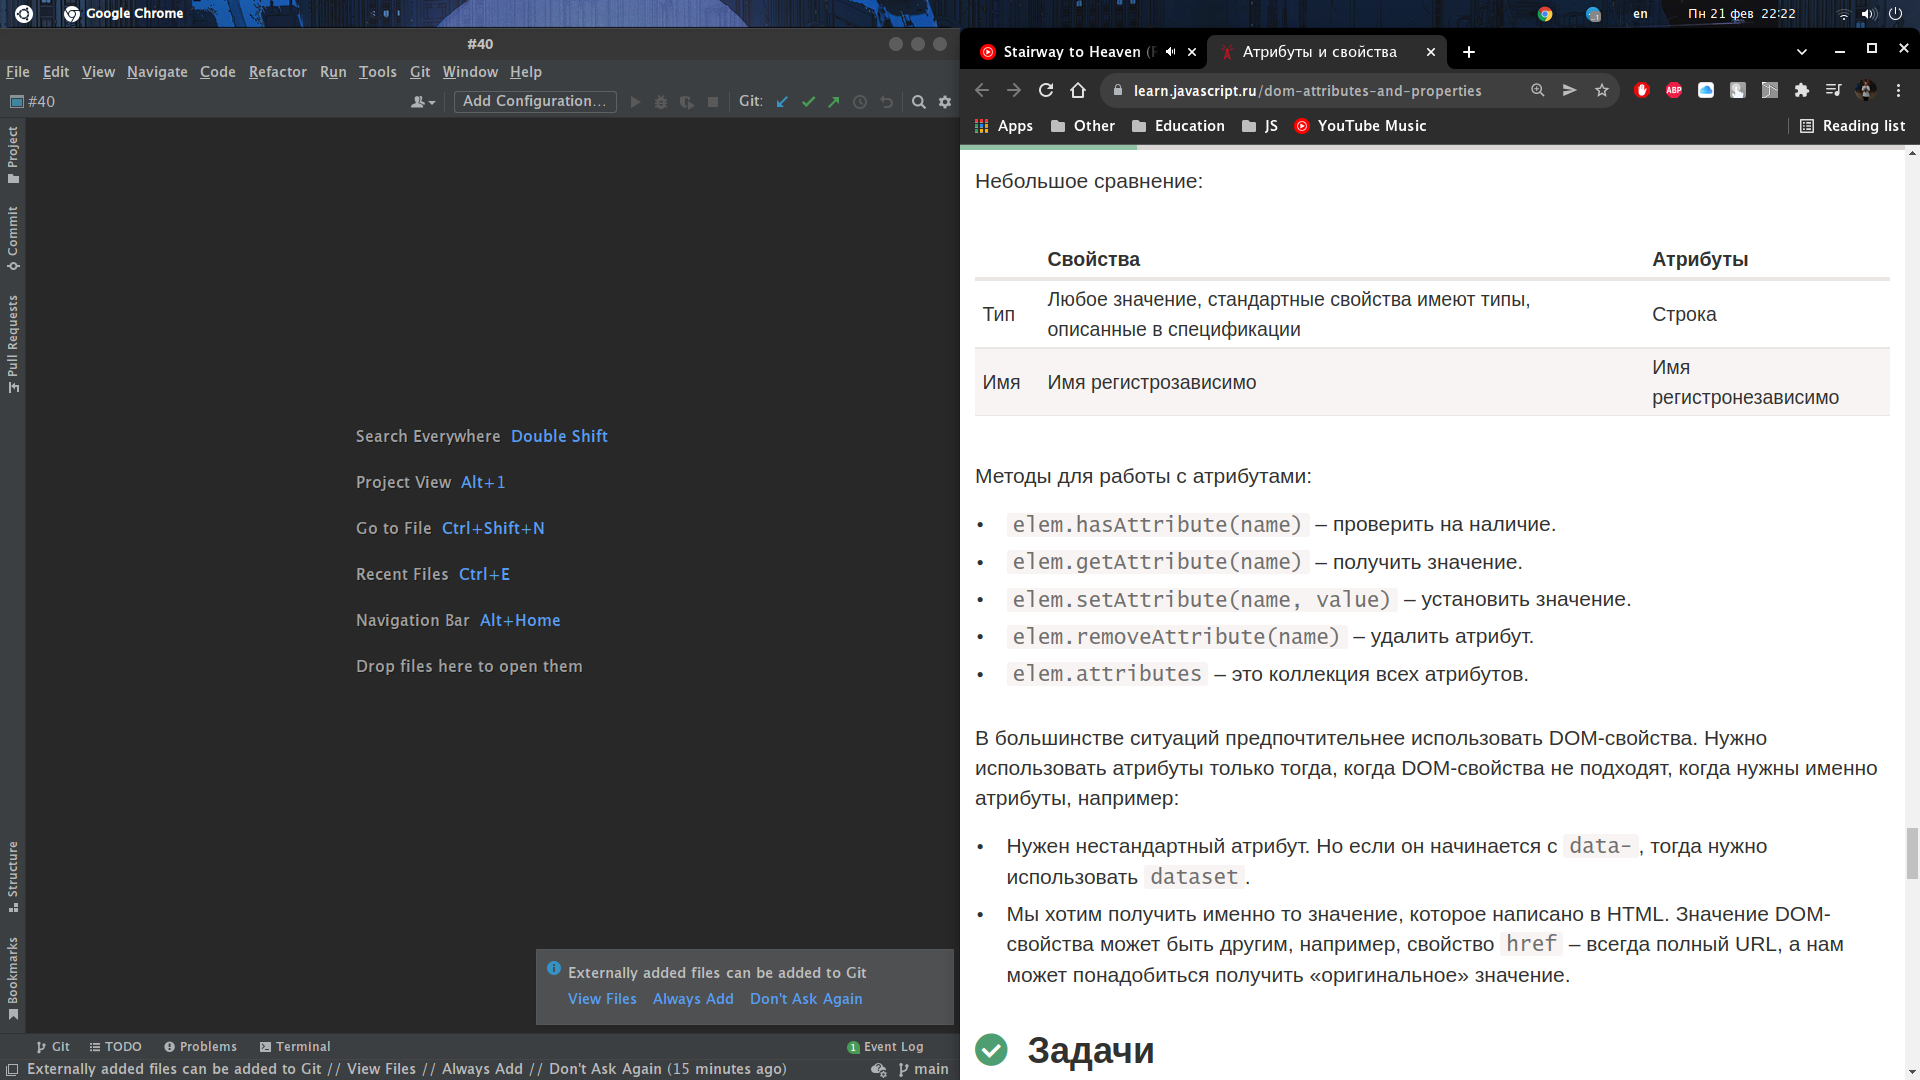 Google Chrome
en
Пн 21 фев 22:22
#40
File Edit View Navigate Code Refactor Run Tools Git Window Help
#40
Add Configuration...
Git:
Project
Commit
Pull Requests
Structure
Bookmarks
Search Everywhere Double Shift
Project View Alt+1
Go to File Ctrl+Shift+N
Recent Files Ctrl+E
Navigation Bar Alt+Home
Drop files here to open them
Externally added files can be added to Git
View Files Always Add Don't Ask Again
Git TODO Problems Terminal
1 Event Log
Externally added files can be added to Git // View Files // Always Add // Don't Ask Again (15 minutes ago)
main
Stairway to Heaven
Атрибуты и свойства
learn.javascript.ru/dom-attributes-and-properties
ABP
Apps Other Education JS YouTube Music
Reading list
Небольшое сравнение:
Свойства Атрибуты
Тип Любое значение, стандартные свойства имеют типы, описанные в спецификации Строка
Имя Имя регистрозависимо Имя регистронезависимо
Методы для работы с атрибутами:
• elem.hasAttribute(name) – проверить на наличие.
• elem.getAttribute(name) – получить значение.
• elem.setAttribute(name, value) – установить значение.
• elem.removeAttribute(name) – удалить атрибут.
• elem.attributes – это коллекция всех атрибутов.
В большинстве ситуаций предпочтительнее использовать DOM-свойства. Нужно
использовать атрибуты только тогда, когда DOM-свойства не подходят, когда нужны именно
атрибуты, например:
• Нужен нестандартный атрибут. Но если он начинается с data-, тогда нужно
использовать dataset.
• Мы хотим получить именно то значение, которое написано в HTML. Значение DOM-
свойства может быть другим, например, свойство href – всегда полный URL, а нам
может понадобиться получить «оригинальное» значение.
Задачи